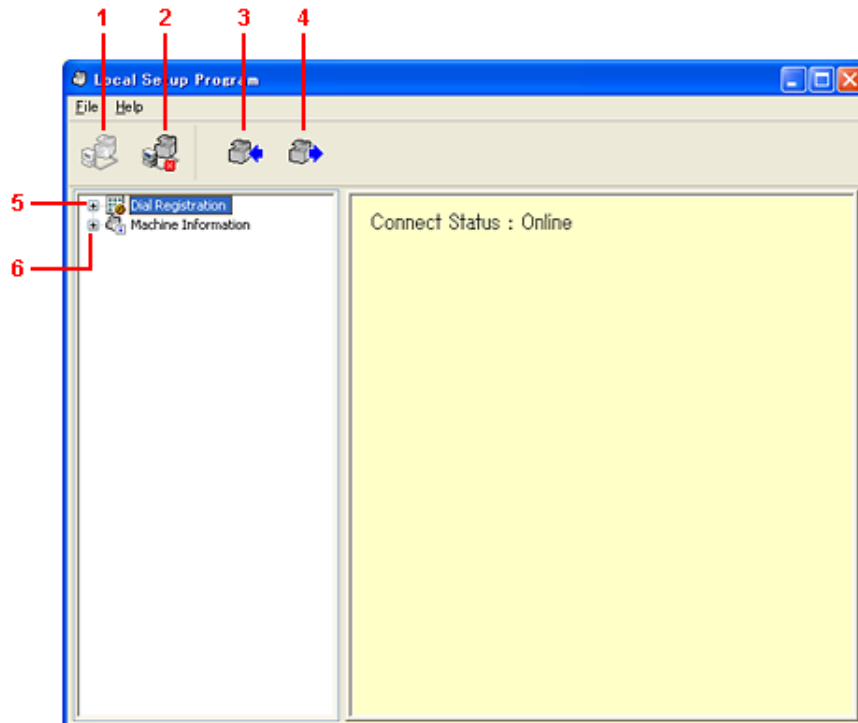 1 2 3 4
Local Setup Program
File Help
5
Dial Registration
Machine Information
6
Connect Status : Online